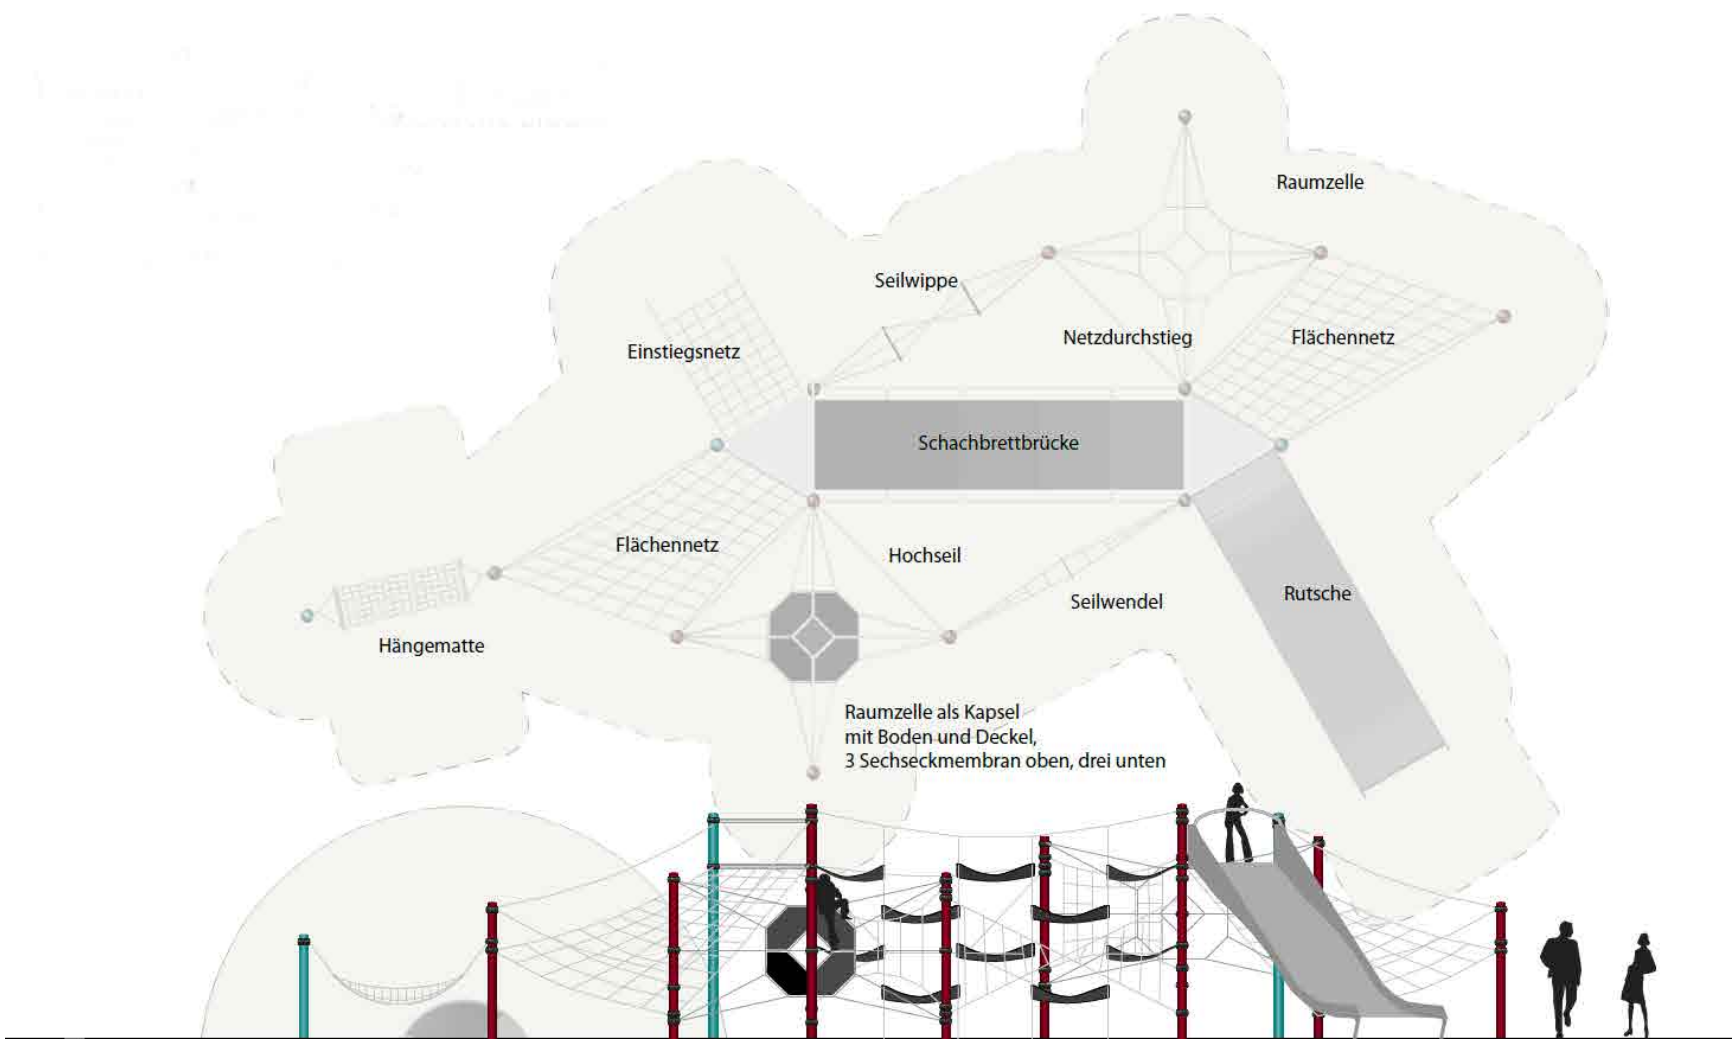 Raumzelle
Seilwippe
Netzdurchstieg
Flächennetz
Einstiegsnetz
Schachbrettbrücke
Flächennetz
Hochseil
Rutsche
Seilwendel
Hängematte
Raumzelle als Kapsel
mit Boden und Deckel,
3 Sechseckmembran oben, drei unten